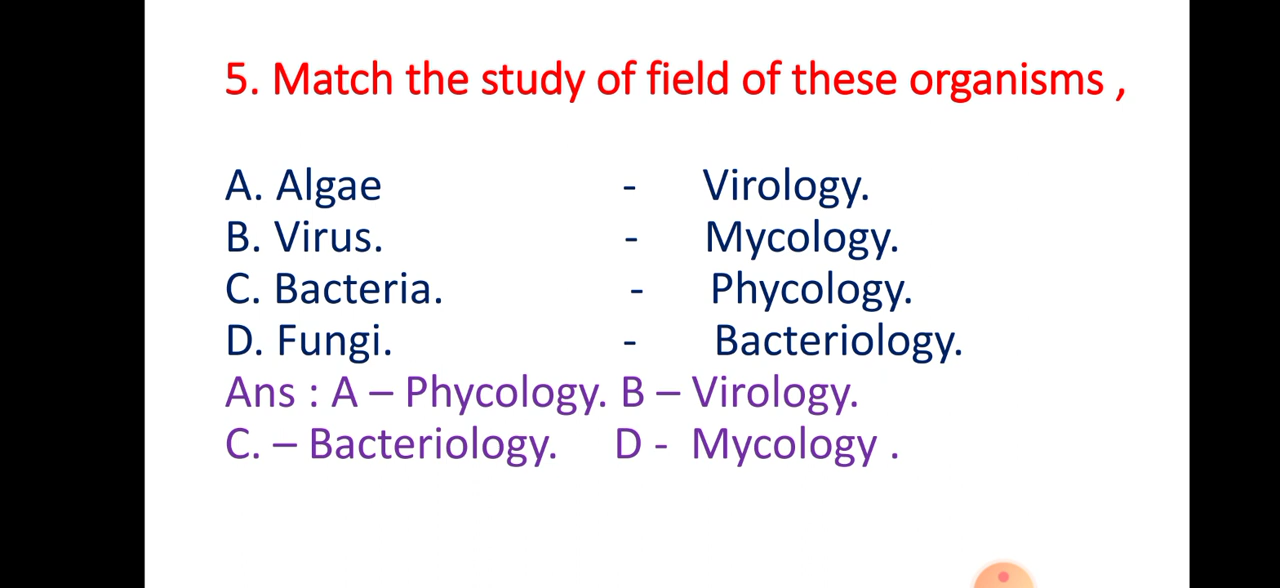 5. Match the study of field of these organisms ,
A. Algae - Virology.
B. Virus. - Mycology.
C. Bacteria. - Phycology.
D. Fungi. - Bacteriology.
Ans : A – Phycology. B – Virology.
C. – Bacteriology. D - Mycology .